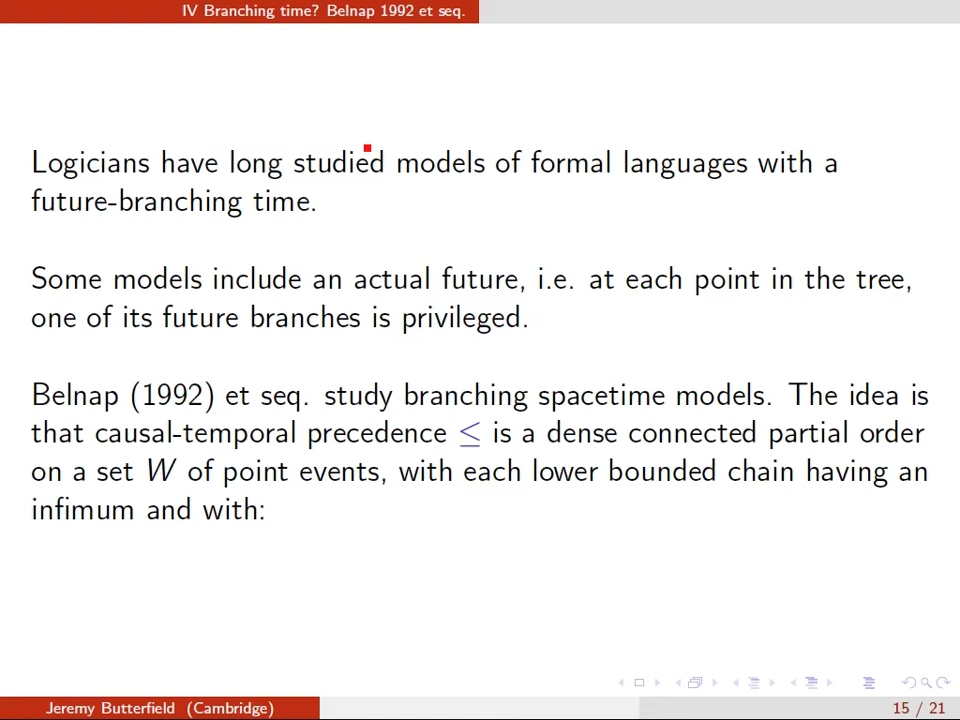 IV Branching time? Belnap 1992 et seq.
Logicians have long studied models of formal languages with a
future-branching time.
Some models include an actual future, i.e. at each point in the tree,
one of its future branches is privileged.
Belnap (1992) et seq. study branching spacetime models. The idea is
that causal-temporal precedence ≤ is a dense connected partial order
on a set W of point events, with each lower bounded chain having an
infimum and with:
Jeremy Butterfield (Cambridge)
15 / 21